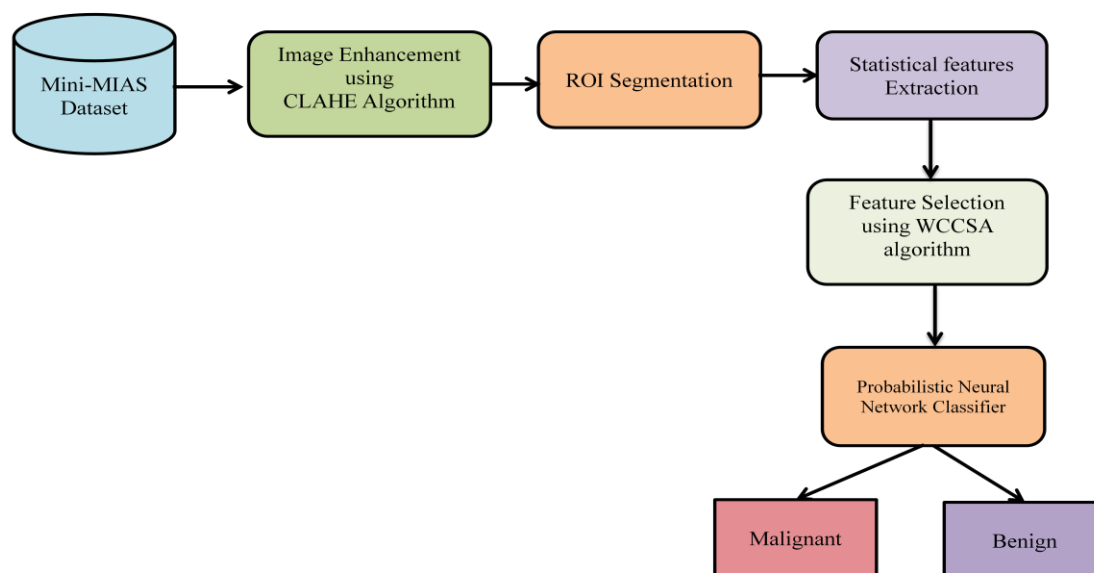 Mini-MIAS
Dataset
Image Enhancement
using
CLAHE Algorithm
ROI Segmentation
Statistical features
Extraction
Feature Selection
using WCCSA
algorithm
Probabilistic Neural
Network Classifier
Malignant
Benign